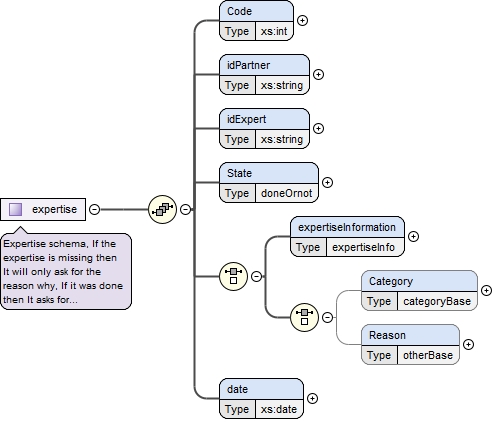 Code
Type xs:int
idPartner
Type xs:string
idExpert
Type xs:string
State
Type doneOrnot
expertise
Expertise schema, If the
expertise is missing then
It will only ask for the
reason why, If it was done
then It asks for...
expertiseInformation
Type expertiseInfo
Category
Type categoryBase
Reason
Type otherBase
date
Type xs:date